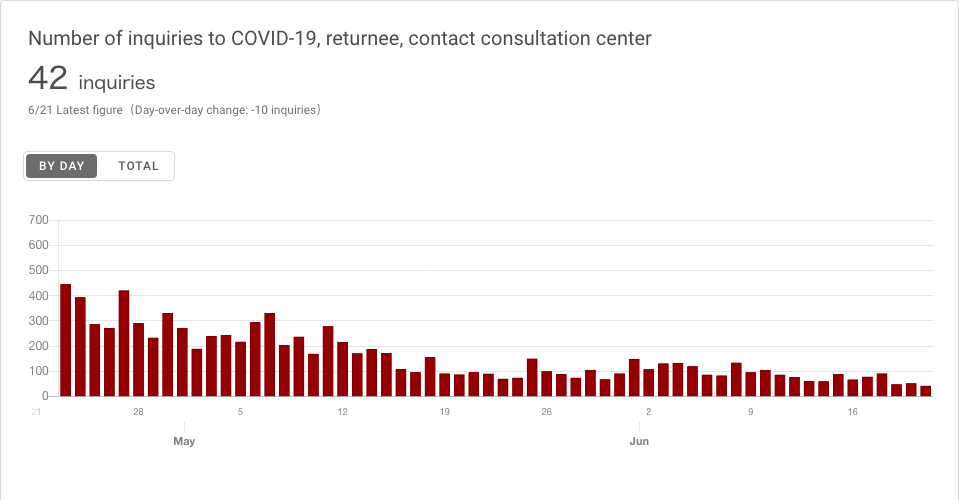 Number of inquiries to COVID-19, returnee, contact consultation center
42 inquiries
6/21 Latest figure（Day-over-day change: -10 inquiries）
BY DAY TOTAL
700
600
500
400
300
200
100
0
21 28 5 12 19 26 2 9 16
May Jun